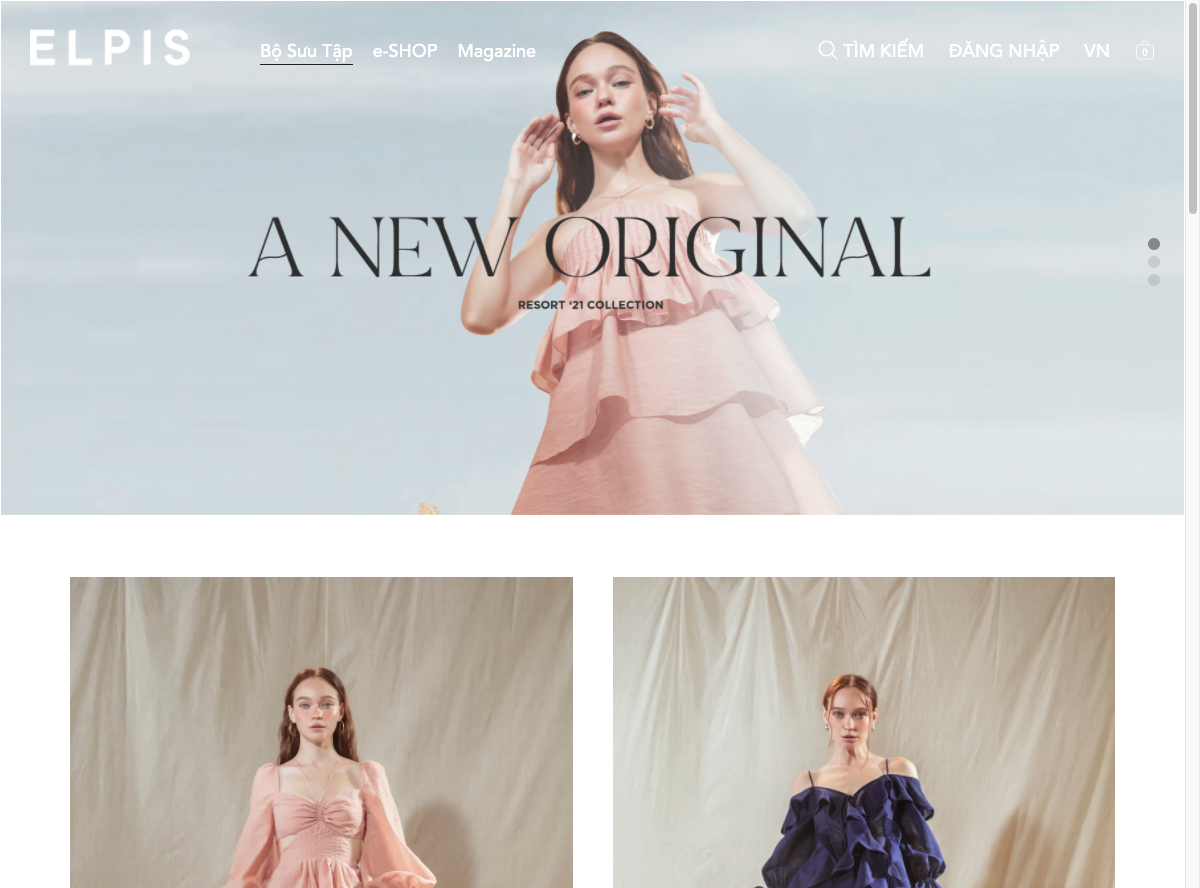 ELPIS
Bộ Sưu Tập e-SHOP Magazine
TÌM KIẾM ĐĂNG NHẬP VN 0
A NEW ORIGINAL
RESORT ‘21 COLLECTION